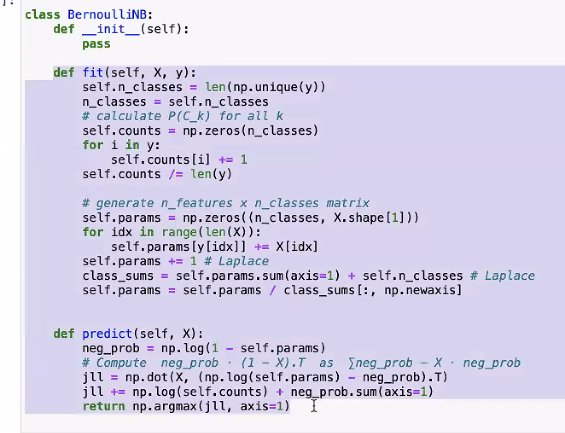 ]:
class BernoulliNB:
    def __init__(self):
        pass
    def fit(self, X, y):
        self.n_classes = len(np.unique(y))
        n_classes = self.n_classes
        # calculate P(C_k) for all k
        self.counts = np.zeros(n_classes)
        for i in y:
            self.counts[i] += 1
        self.counts /= len(y)
        # generate n_features x n_classes matrix
        self.params = np.zeros((n_classes, X.shape[1]))
        for idx in range(len(X)):
            self.params[y[idx]] += X[idx]
        self.params += 1 # Laplace
        class_sums = self.params.sum(axis=1) + self.n_classes # Laplace
        self.params = self.params / class_sums[:, np.newaxis]
    def predict(self, X):
        neg_prob = np.log(1 - self.params)
        # Compute  neg_prob · (1 − X).T  as  ∑neg_prob − X · neg_prob
        jll = np.dot(X, (np.log(self.params) - neg_prob).T)
        jll += np.log(self.counts) + neg_prob.sum(axis=1)
        return np.argmax(jll, axis=1)